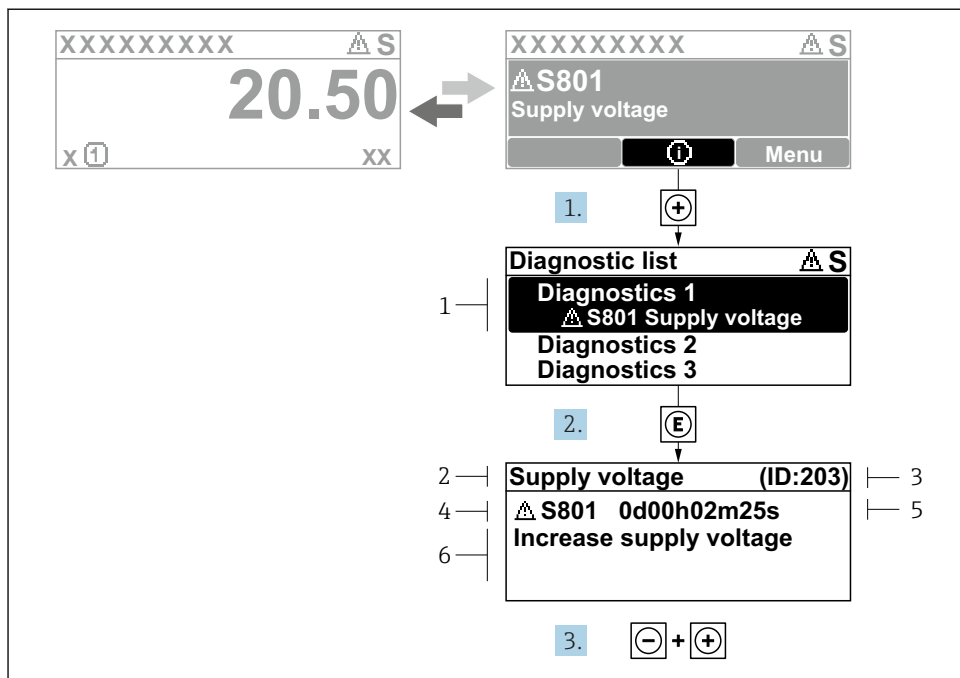 XXXXXXXXX ⚠ S
20.50
x ① xx
XXXXXXXXX ⚠ S
⚠ S801
Supply voltage
ⓘ Menu
1. +
Diagnostic list ⚠ S
1
Diagnostics 1
⚠ S801 Supply voltage
Diagnostics 2
Diagnostics 3
2. E
2 Supply voltage (ID:203) 3
4 ⚠ S801 0d00h02m25s 5
6 Increase supply voltage
3. − + +